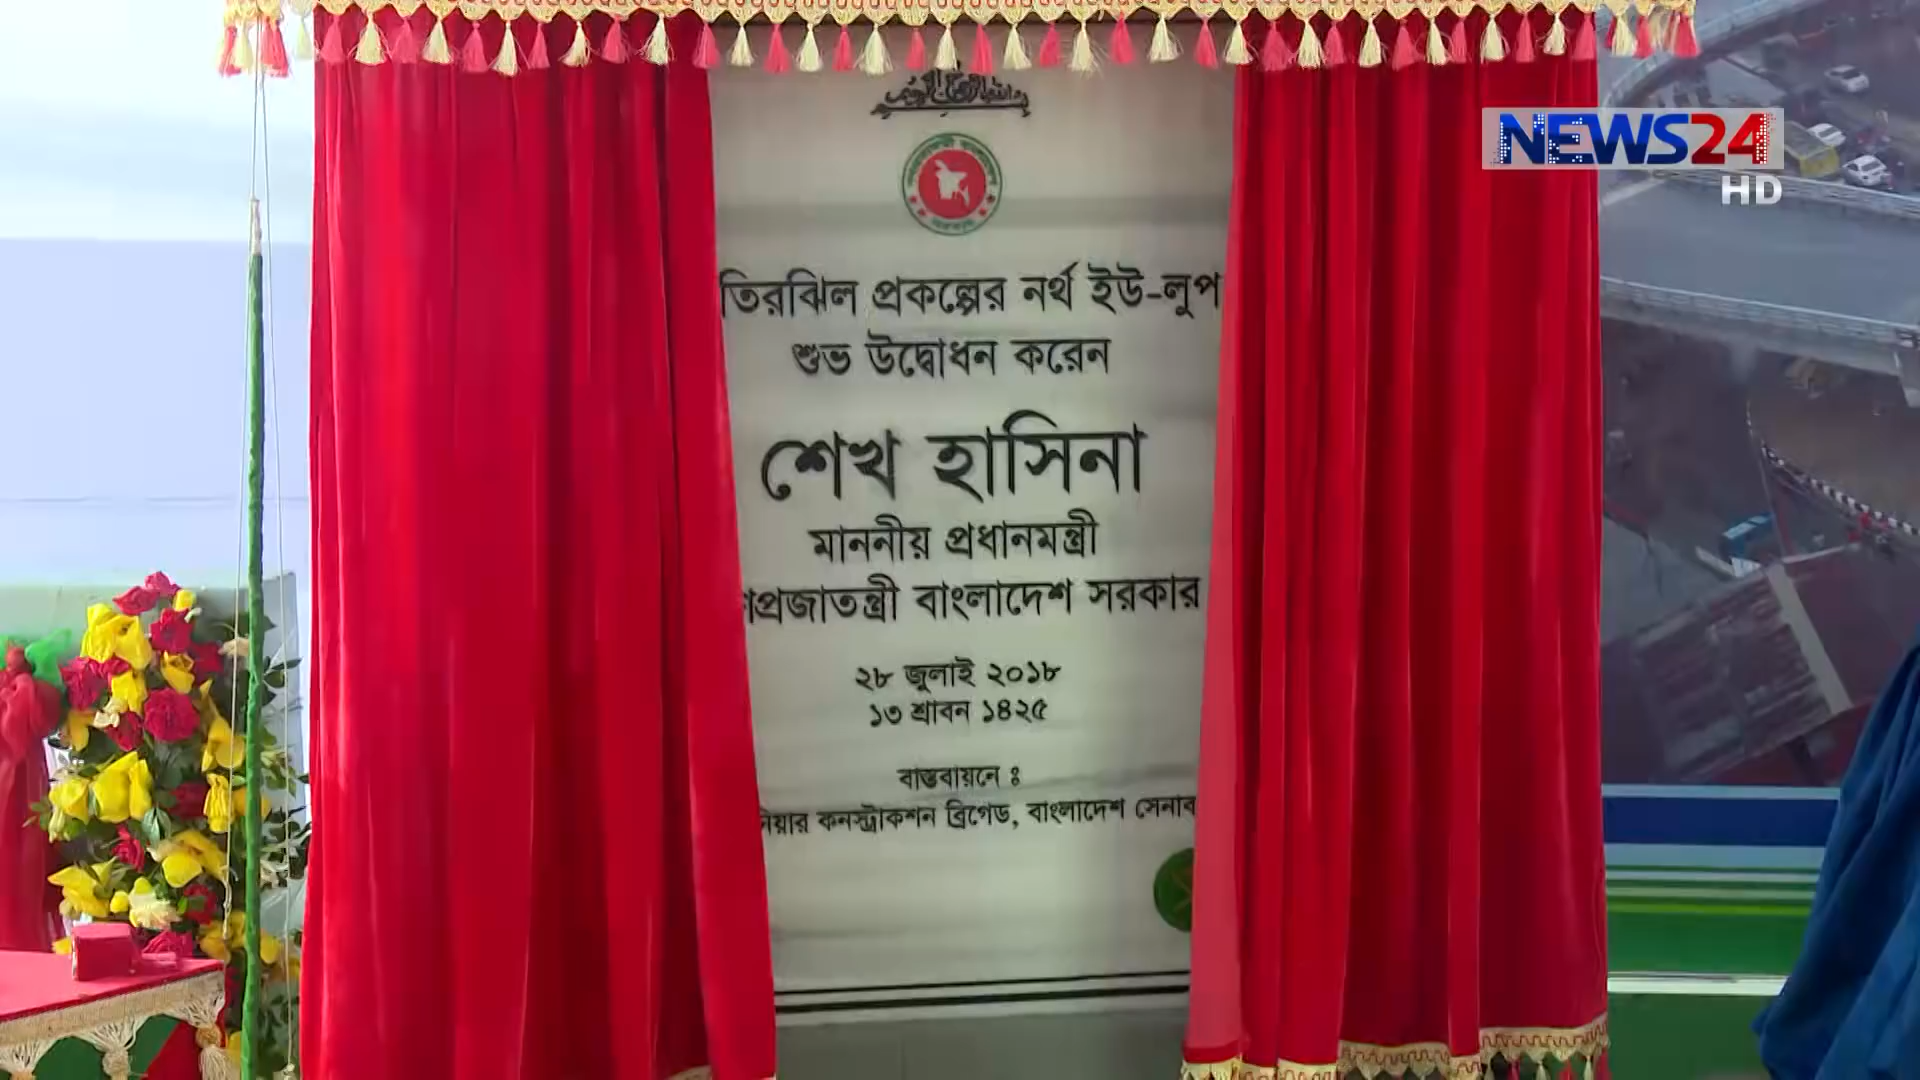 NEWS24
HD
তিরঝিল প্রকল্পের নর্থ ইউ-লুপ
শুভ উদ্বোধন করেন
শেখ হাসিনা
মাননীয় প্রধানমন্ত্রী
প্রজাতন্ত্রী বাংলাদেশ সরকার
২৮ জুলাই ২০১৮
১৩ শ্রাবন ১৪২৫
বাস্তবায়নে ঃ
নিয়ার কনস্ট্রাকশন ব্রিগেড, বাংলাদেশ সেনাব